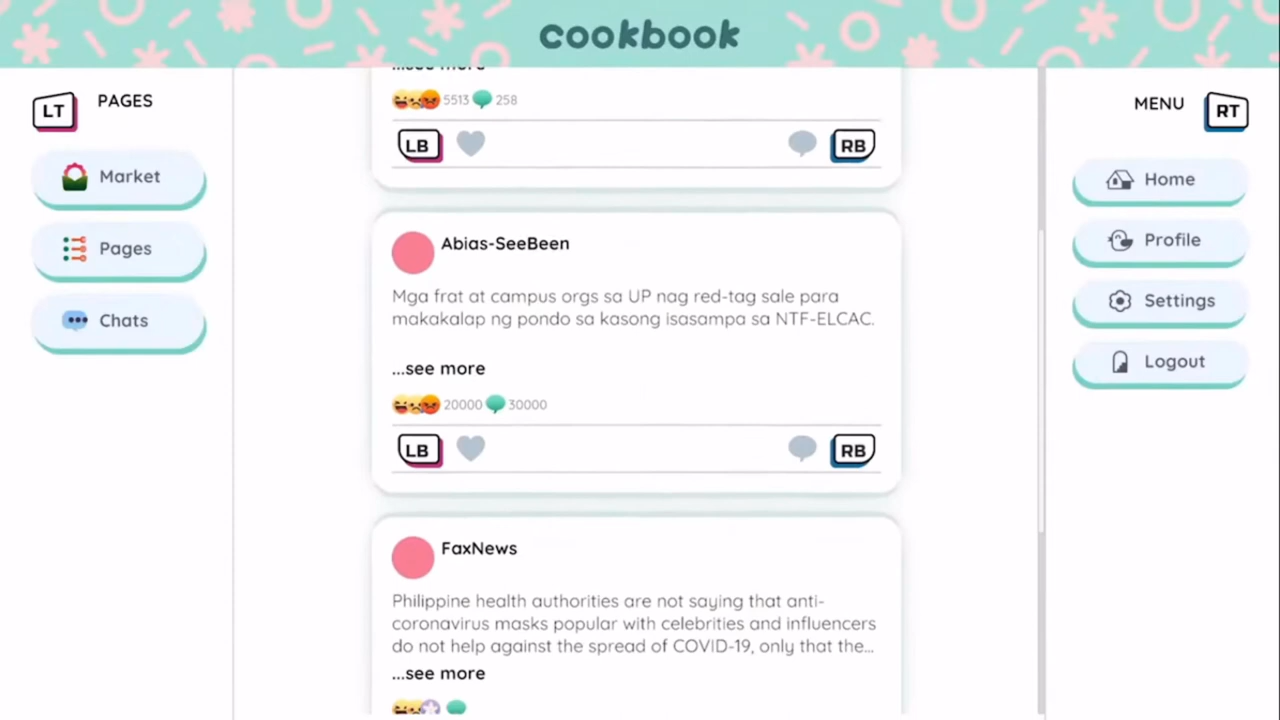 cookbook
LT
PAGES
Market
Pages
Chats
...see more
5513 258
LB
RB
Abias-SeeBeen
Mga frat at campus orgs sa UP nag red-tag sale para
makakalap ng pondo sa kasong isasampa sa NTF-ELCAC.
...see more
20000 30000
LB
RB
FaxNews
Philippine health authorities are not saying that anti-
coronavirus masks popular with celebrities and influencers
do not help against the spread of COVID-19, only that the...
...see more
MENU
RT
Home
Profile
Settings
Logout